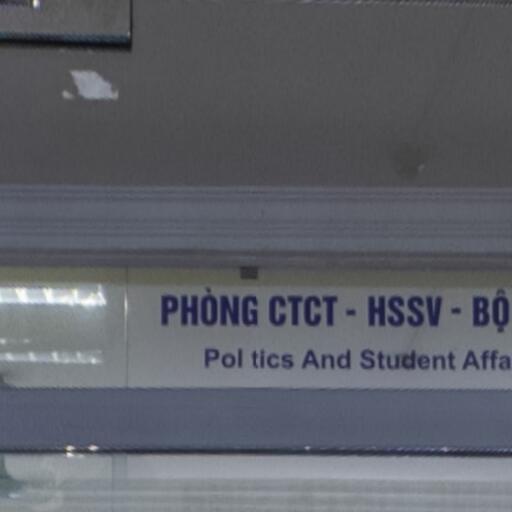 PHÒNG CTCT - HSSV - BỘ
Pol tics And Student Affa